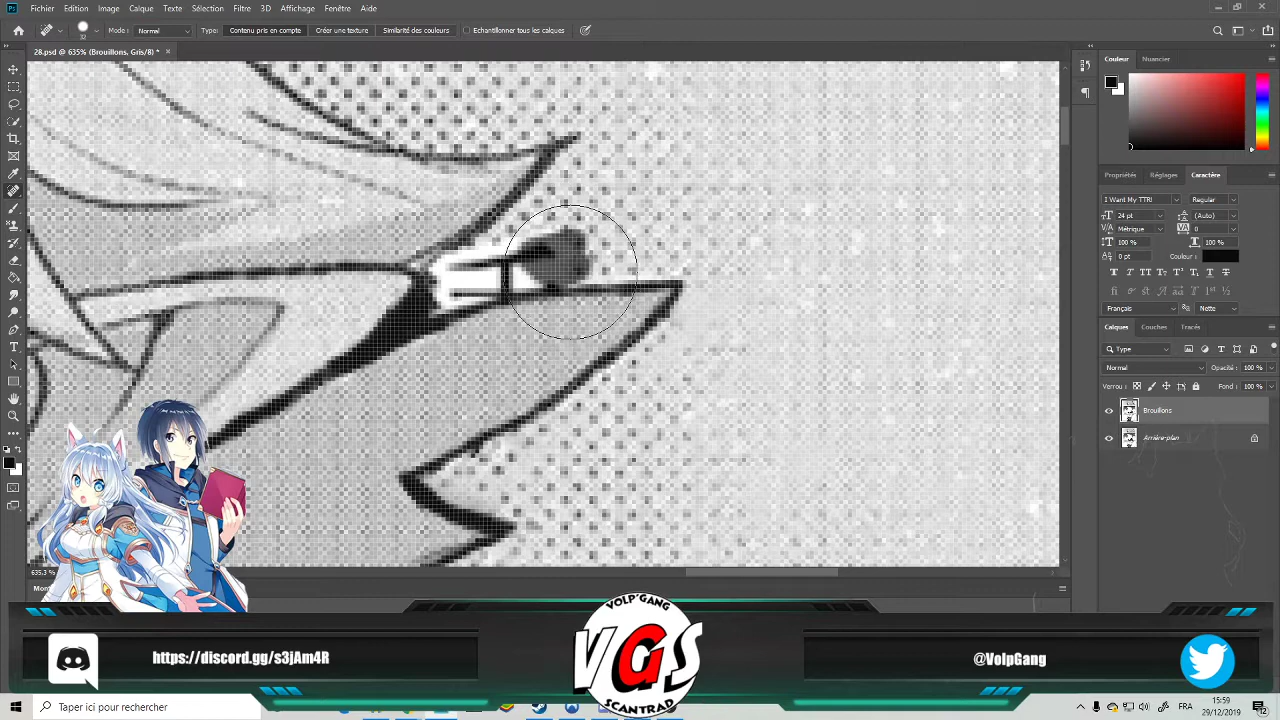 Ps Fichier Edition Image Calque Texte Sélection Filtre 3D Affichage Fenêtre Aide
32 Mode : Normal Type : Contenu pris en compte Créer une texture Similarité des couleurs Echantillonner tous les calques
28.psd @ 635% (Brouillons, Gris/8) * ×
Couleur Nuancier
Propriétés Réglages Caractère
I Want My TTR! Regular
24 pt (Auto)
Métrique 0
100 % 100 %
0 pt Couleur :
Français Nette
Calques Couches Tracés
Type
Normal Opacité : 100 %
Verrou : Fond : 100 %
Brouillons
Arrière-plan
635,3 %
https://discord.gg/s3jAm4R
VOLP'GANG
VGS
SCANTRAD
@VolpGang
Taper ici pour rechercher
FRA
15:59
29/12/2019